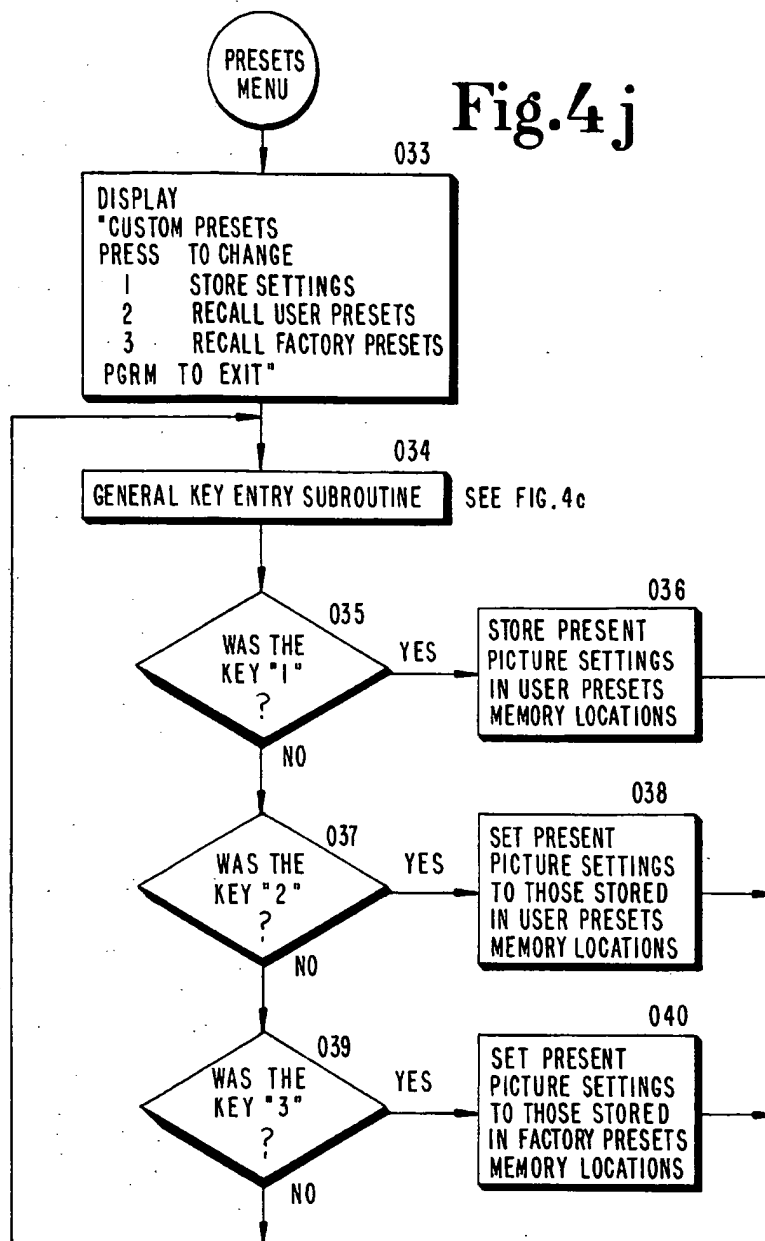 PRESETS
MENU
Fig.4j
033
DISPLAY
"CUSTOM PRESETS
PRESS TO CHANGE
1 STORE SETTINGS
2 RECALL USER PRESETS
3 RECALL FACTORY PRESETS
PGRM TO EXIT"
034
GENERAL KEY ENTRY SUBROUTINE
SEE FIG.4c
035
WAS THE
KEY "1"
?
YES
NO
036
STORE PRESENT
PICTURE SETTINGS
IN USER PRESETS
MEMORY LOCATIONS
037
WAS THE
KEY "2"
?
YES
NO
038
SET PRESENT
PICTURE SETTINGS
TO THOSE STORED
IN USER PRESETS
MEMORY LOCATIONS
039
WAS THE
KEY "3"
?
YES
NO
040
SET PRESENT
PICTURE SETTINGS
TO THOSE STORED
IN FACTORY PRESETS
MEMORY LOCATIONS